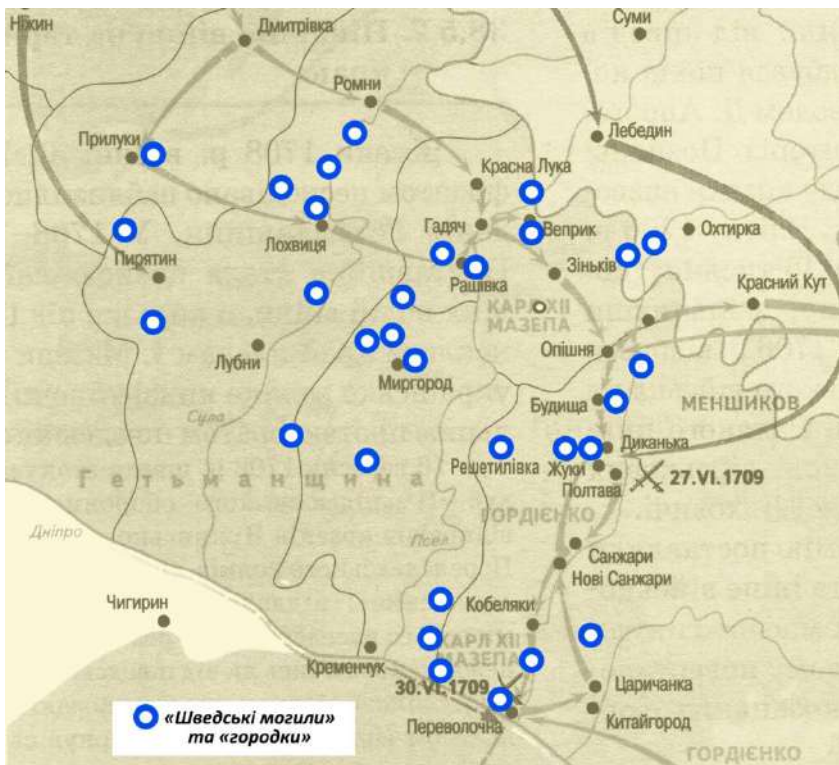 Ніжин
Дмитрівка
Суми
Ромни
Лебедин
Прилуки
Красна Лука
Гадяч
Веприк
Охтирка
Лохвиця
Пирятин
Рашівка
Зіньків
Красний Кут
КАРЛ XII
МАЗЕПА
Опішня
Лубни
Миргород
Будища
МЕНШИКОВ
Сула
Диканька
Решетилівка
Жуки
Гетьманщина
Полтава
27.VI.1709
ГОРДІЄНКО
Дніпро
Псел
Санжари
Нові Санжари
Чигирин
Кобеляки
КАРЛ XII
МАЗЕПА
Кременчук
30.VI.1709
Царичанка
Китайгород
Переволочна
«Шведські могили»
та «городки»
ГОРДІЄНКО